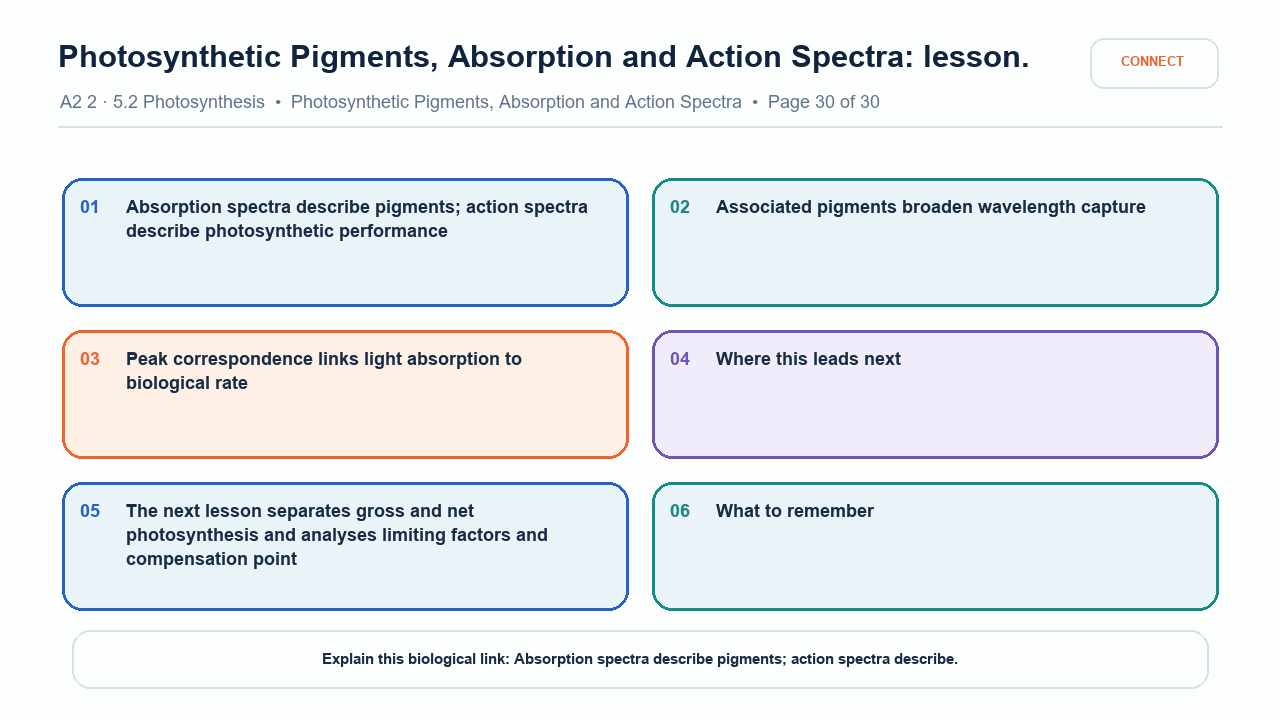 Photosynthetic Pigments, Absorption and Action Spectra: lesson.
CONNECT
A2 2 · 5.2 Photosynthesis • Photosynthetic Pigments, Absorption and Action Spectra • Page 30 of 30
01 Absorption spectra describe pigments; action spectra
describe photosynthetic performance
02 Associated pigments broaden wavelength capture
03 Peak correspondence links light absorption to
biological rate
04 Where this leads next
05 The next lesson separates gross and net
photosynthesis and analyses limiting factors and
compensation point
06 What to remember
Explain this biological link: Absorption spectra describe pigments; action spectra describe.